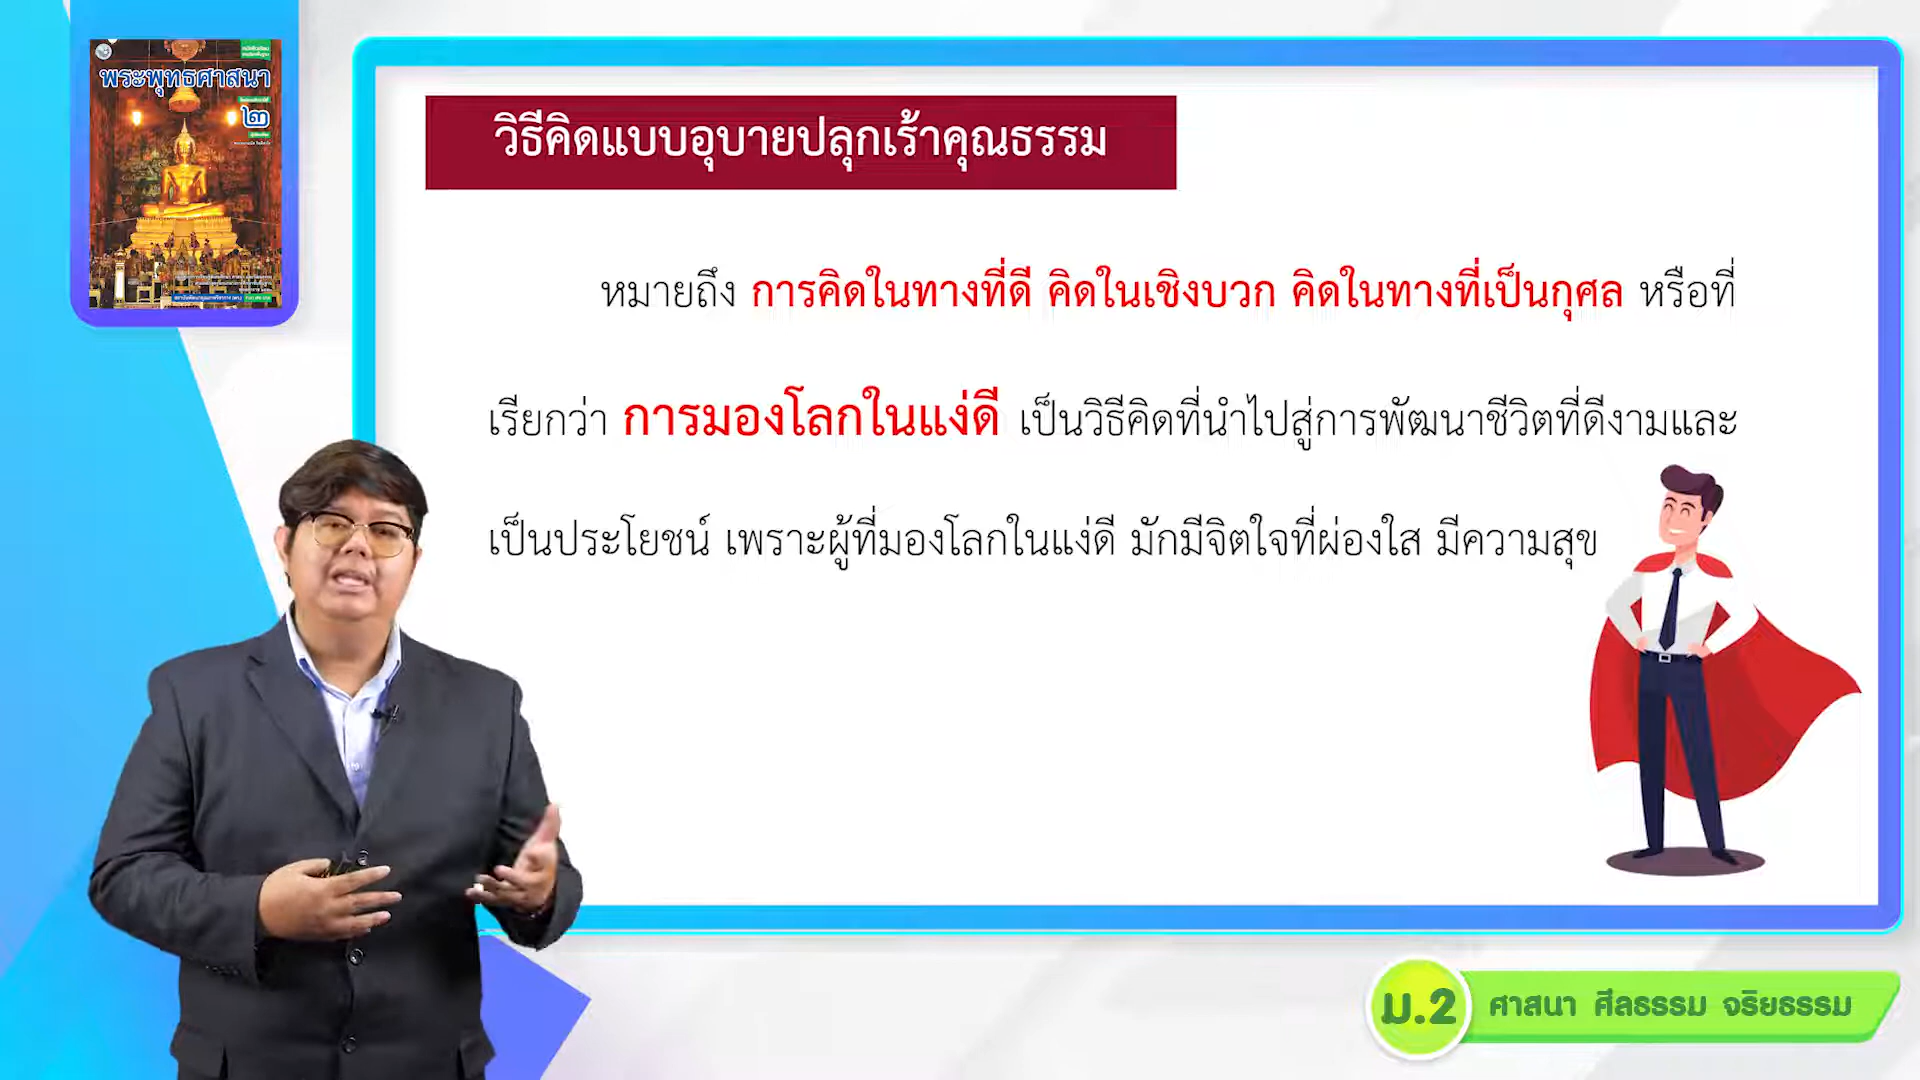 พระพุทธศาสนา
๒
วิธีคิดแบบอุบายปลุกเร้าคุณธรรม
หมายถึง การคิดในทางที่ดี คิดในเชิงบวก คิดในทางที่เป็นกุศล หรือที่
เรียกว่า การมองโลกในแง่ดี เป็นวิธีคิดที่นำไปสู่การพัฒนาชีวิตที่ดีงามและ
เป็นประโยชน์ เพราะผู้ที่มองโลกในแง่ดี มักมีจิตใจที่ผ่องใส มีความสุข
ม.2 ศาสนา ศีลธรรม จริยธรรม